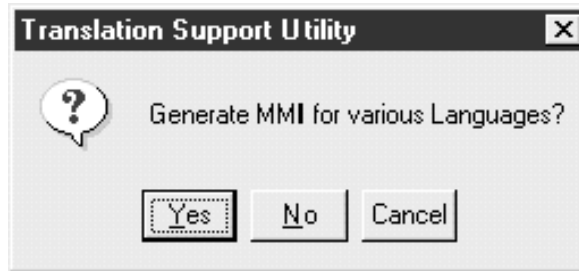 Translation Support Utility
Generate MMI for various Languages?
Yes No Cancel